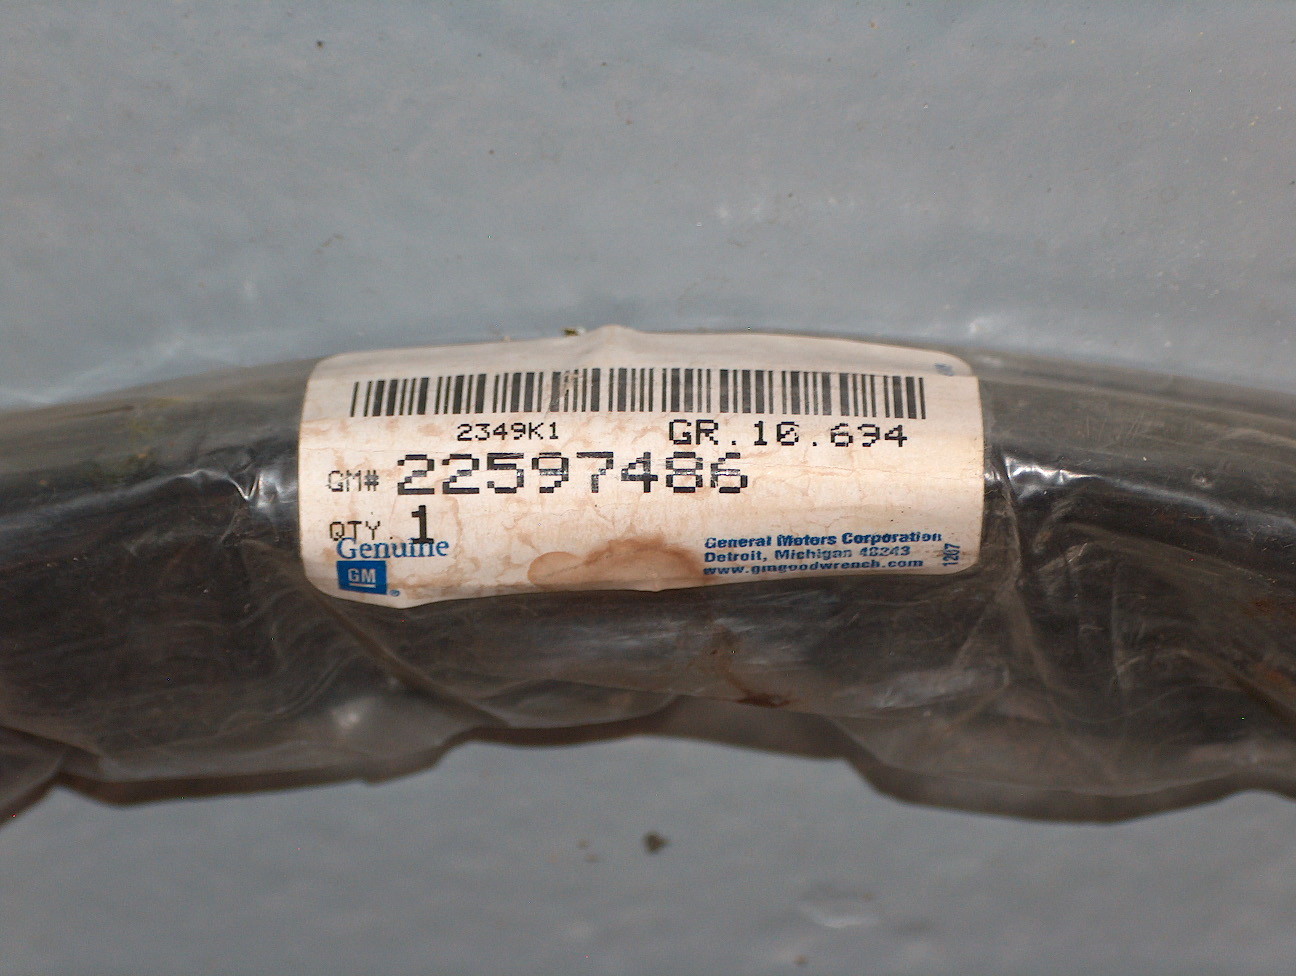 2349K1 GR.10.694
GM# 22597486
QTY 1
Genuine
GM
General Motors Corporation
Detroit, Michigan 48243
www.gmgoodwrench.com
1207